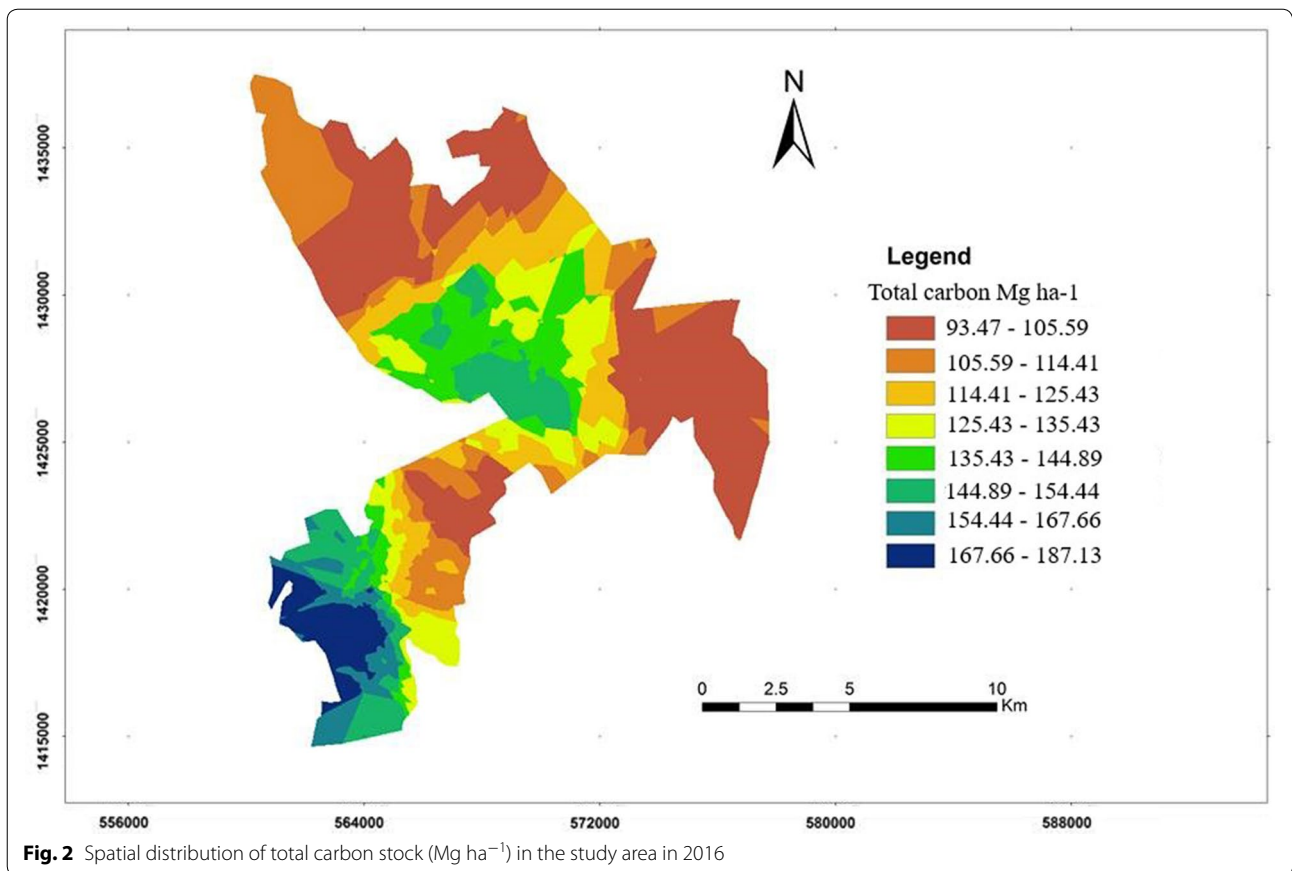 N
1435000
1430000
1425000
1420000
1415000
Legend
Total carbon Mg ha-1
93.47 - 105.59
105.59 - 114.41
114.41 - 125.43
125.43 - 135.43
135.43 - 144.89
144.89 - 154.44
154.44 - 167.66
167.66 - 187.13
0 2.5 5 10
Km
556000 564000 572000 580000 588000
Fig. 2 Spatial distribution of total carbon stock (Mg ha⁻¹) in the study area in 2016